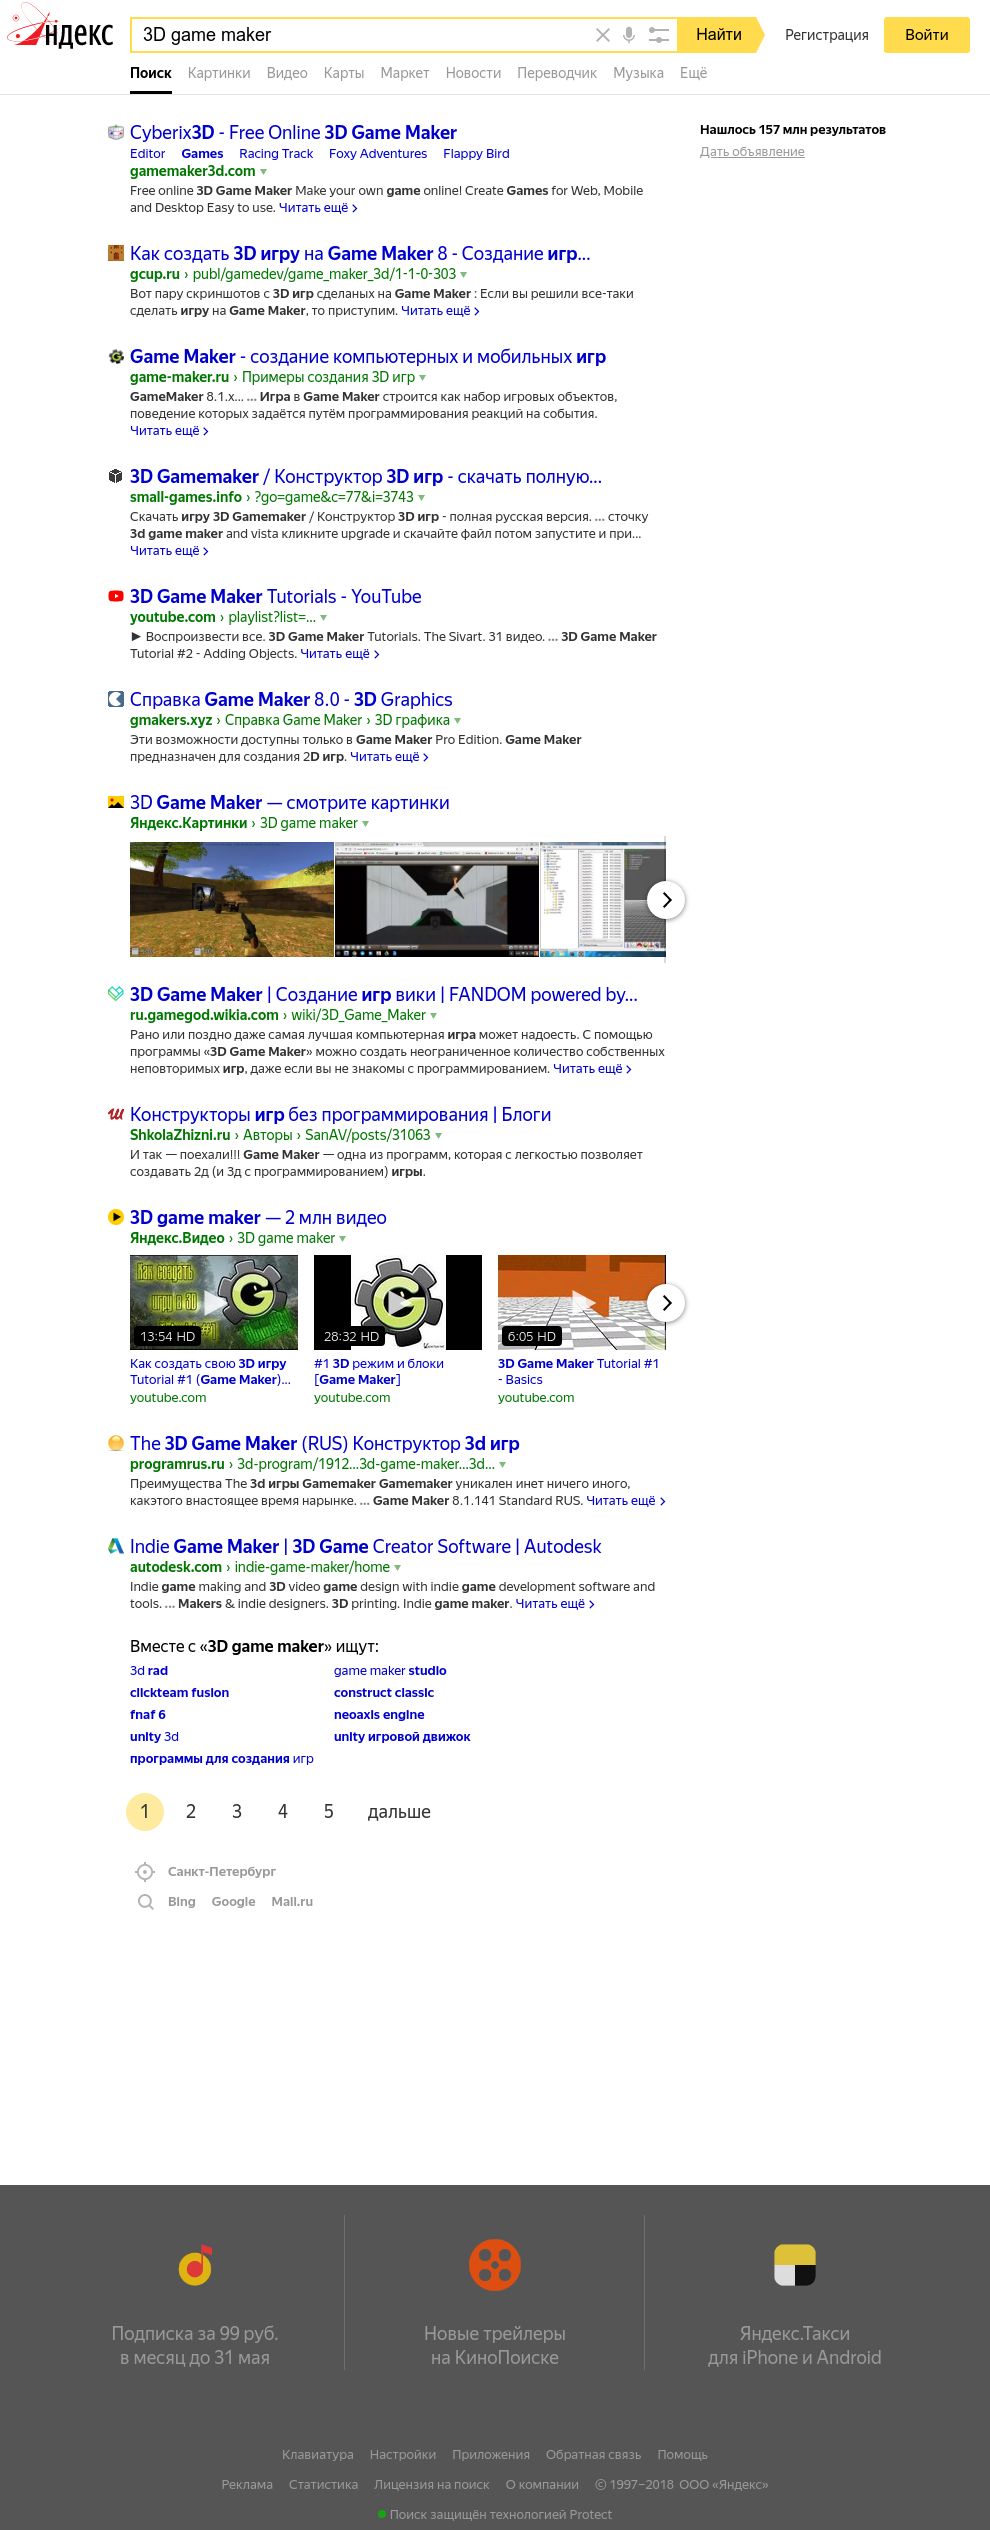 Яндекс
3D game maker
Найти
Регистрация
Войти
Поиск Картинки Видео Карты Маркет Новости Переводчик Музыка Ещё
Cyberix3D - Free Online 3D Game Maker
Editor Games Racing Track Foxy Adventures Flappy Bird
gamemaker3d.com
Free online 3D Game Maker Make your own game online! Create Games for Web, Mobile
and Desktop Easy to use. Читать ещё ›
Нашлось 157 млн результатов
Дать объявление
Как создать 3D игру на Game Maker 8 - Создание игр...
gcup.ru › publ/gamedev/game_maker_3d/1-1-0-303
Вот пару скриншотов с 3D игр сделаных на Game Maker : Если вы решили все-таки
сделать игру на Game Maker, то приступим. Читать ещё ›
Game Maker - создание компьютерных и мобильных игр
game-maker.ru › Примеры создания 3D игр
GameMaker 8.1.x... ... Игра в Game Maker строится как набор игровых объектов,
поведение которых задаётся путём программирования реакций на события.
Читать ещё ›
3D Gamemaker / Конструктор 3D игр - скачать полную...
small-games.info › ?go=game&c=77&i=3743
Скачать игру 3D Gamemaker / Конструктор 3D игр - полная русская версия. ... сточку
3d game maker and vista кликните upgrade и скачайте файл потом запустите и при...
Читать ещё ›
3D Game Maker Tutorials - YouTube
youtube.com › playlist?list=...
► Воспроизвести все. 3D Game Maker Tutorials. The Sivart. 31 видео. ... 3D Game Maker
Tutorial #2 - Adding Objects. Читать ещё ›
Справка Game Maker 8.0 - 3D Graphics
gmakers.xyz › Справка Game Maker › 3D графика
Эти возможности доступны только в Game Maker Pro Edition. Game Maker
предназначен для создания 2D игр. Читать ещё ›
3D Game Maker — смотрите картинки
Яндекс.Картинки › 3D game maker
3D Game Maker | Создание игр вики | FANDOM powered by...
ru.gamegod.wikia.com › wiki/3D_Game_Maker
Рано или поздно даже самая лучшая компьютерная игра может надоесть. С помощью
программы «3D Game Maker» можно создать неограниченное количество собственных
неповторимых игр, даже если вы не знакомы с программированием. Читать ещё ›
Конструкторы игр без программирования | Блоги
ShkolaZhizni.ru › Авторы › SanAV/posts/31063
И так — поехали!!! Game Maker — одна из программ, которая с легкостью позволяет
создавать 2д (и 3д с программированием) игры.
3D game maker — 2 млн видео
Яндекс.Видео › 3D game maker
Как создать
игру в 3D
13:54 HD
28:32 HD
6:05 HD
Как создать свою 3D игру
Tutorial #1 (Game Maker)...
youtube.com
#1 3D режим и блоки
[Game Maker]
youtube.com
3D Game Maker Tutorial #1
- Basics
youtube.com
The 3D Game Maker (RUS) Конструктор 3d игр
programrus.ru › 3d-program/1912...3d-game-maker...3d...
Преимущества The 3d игры Gamemaker Gamemaker уникален инет ничего иного,
какэтого внастоящее время нарынке. ... Game Maker 8.1.141 Standard RUS. Читать ещё ›
Indie Game Maker | 3D Game Creator Software | Autodesk
autodesk.com › indie-game-maker/home
Indie game making and 3D video game design with indie game development software and
tools. ... Makers & indie designers. 3D printing. Indie game maker. Читать ещё ›
Вместе с «3D game maker» ищут:
3d rad
game maker studio
clickteam fusion
construct classic
fnaf 6
neoaxis engine
unity 3d
unity игровой движок
программы для создания игр
1 2 3 4 5 дальше
Санкт-Петербург
Bing Google Mail.ru
Подписка за 99 руб.
в месяц до 31 мая
Новые трейлеры
на КиноПоиске
Яндекс.Такси
для iPhone и Android
Клавиатура Настройки Приложения Обратная связь Помощь
Реклама Статистика Лицензия на поиск О компании © 1997–2018 ООО «Яндекс»
Поиск защищён технологией Protect